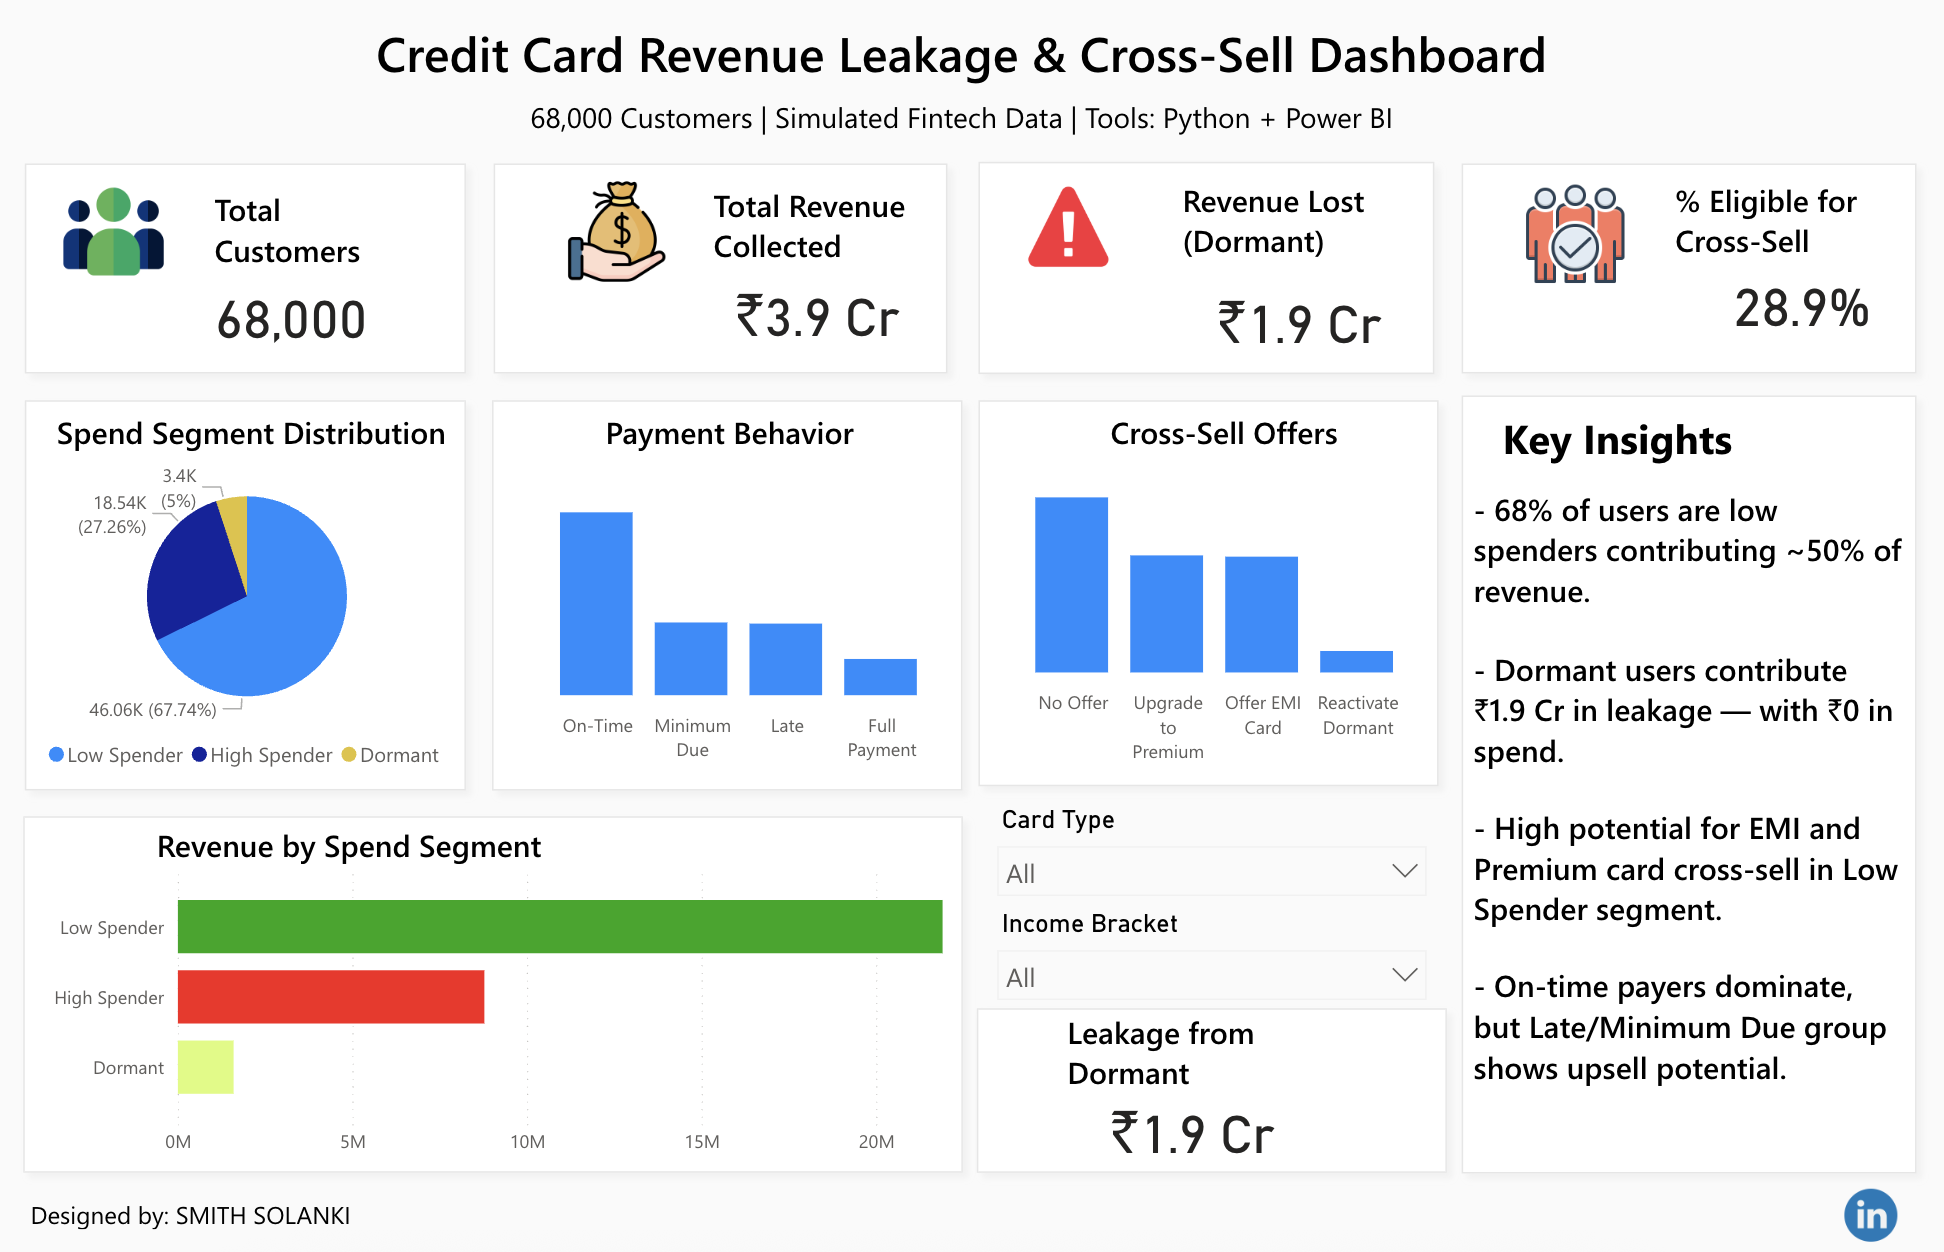 Credit Card Revenue Leakage & Cross-Sell Dashboard
68,000 Customers | Simulated Fintech Data | Tools: Python + Power BI
Total
Customers
68,000
Total Revenue
Collected
₹3.9 Cr
Revenue Lost
(Dormant)
₹1.9 Cr
% Eligible for
Cross-Sell
28.9%
Spend Segment Distribution
3.4K
(5%)
18.54K
(27.26%)
46.06K (67.74%)
Low Spender High Spender Dormant
Payment Behavior
On-Time
Minimum
Due
Late
Full
Payment
Cross-Sell Offers
No Offer
Upgrade
to
Premium
Offer EMI
Card
Reactivate
Dormant
Key Insights
- 68% of users are low
spenders contributing ~50% of
revenue.
- Dormant users contribute
₹1.9 Cr in leakage — with ₹0 in
spend.
- High potential for EMI and
Premium card cross-sell in Low
Spender segment.
- On-time payers dominate,
but Late/Minimum Due group
shows upsell potential.
Revenue by Spend Segment
Low Spender
High Spender
Dormant
0M 5M 10M 15M 20M
Card Type
All
Income Bracket
All
Leakage from
Dormant
₹1.9 Cr
Designed by: SMITH SOLANKI
in